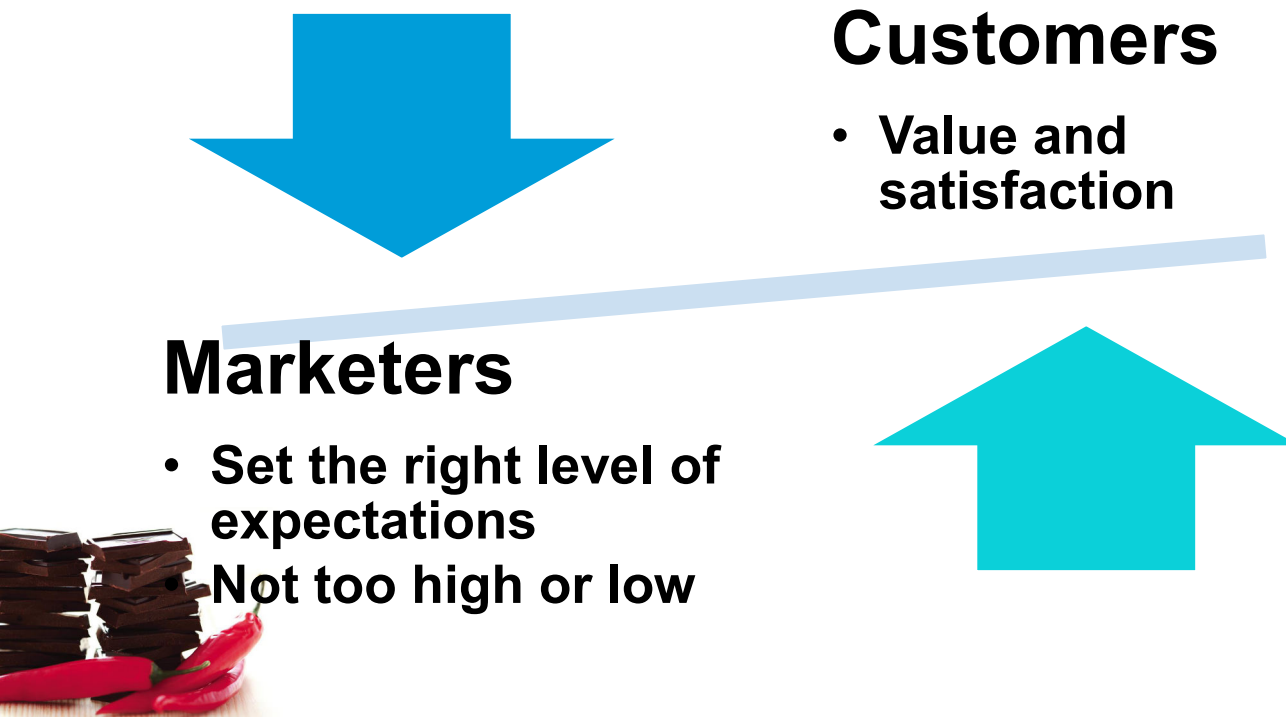 Customers
• Value and
satisfaction
Marketers
• Set the right level of
expectations
• Not too high or low